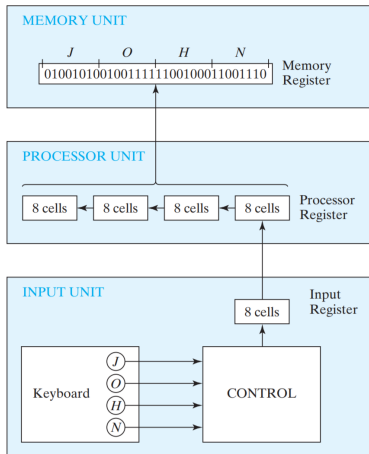 MEMORY UNIT
J O H N
01001010010011111100100011001110
Memory
Register
PROCESSOR UNIT
8 cells 8 cells 8 cells 8 cells
Processor
Register
INPUT UNIT
Input
Register
8 cells
Keyboard
J
O
H
N
CONTROL